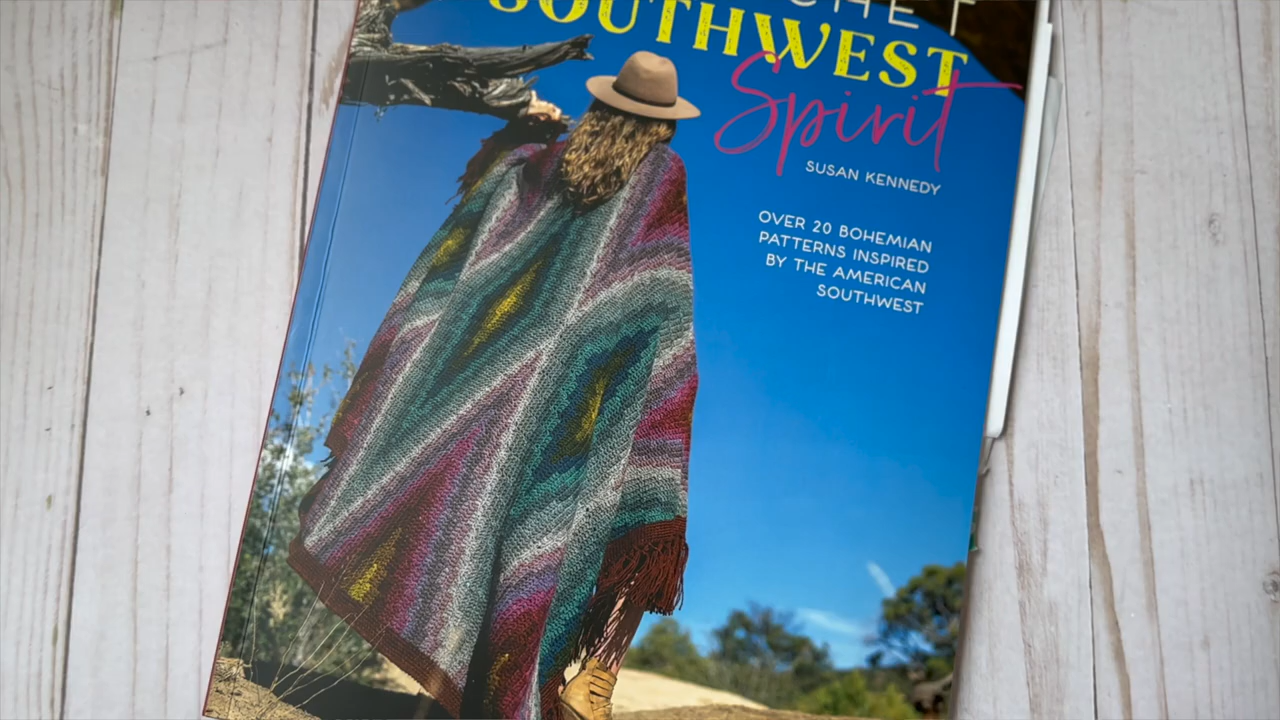 SOUTHWEST
Spirit
SUSAN KENNEDY
OVER 20 BOHEMIAN
PATTERNS INSPIRED
BY THE AMERICAN
SOUTHWEST